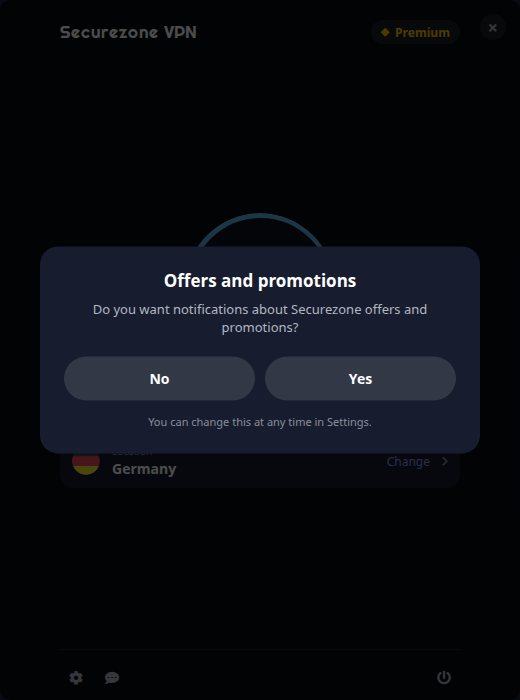 Securezone VPN
Premium
Offers and promotions
Do you want notifications about Securezone offers and
promotions?
No
Yes
You can change this at any time in Settings.
Germany
Change